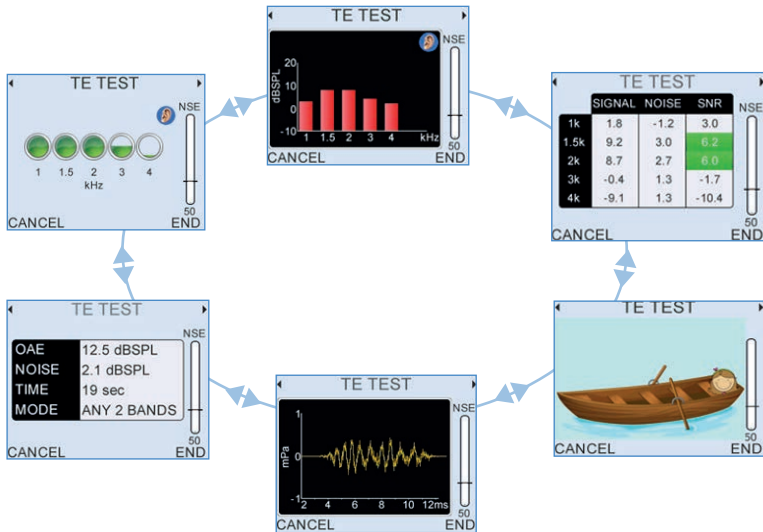 TE TEST
NSE
dBSPL
20
10
0
-10
1 1.5 2 3 4 kHz
50
CANCEL END
TE TEST
NSE
1 1.5 2 3 4
kHz
50
CANCEL END
TE TEST
NSE
SIGNAL NOISE SNR
1k 1.8 -1.2 3.0
1.5k 9.2 3.0 6.2
2k 8.7 2.7 6.0
3k -0.4 1.3 -1.7
4k -9.1 1.3 -10.4
50
CANCEL END
TE TEST
NSE
OAE 12.5 dBSPL
NOISE 2.1 dBSPL
TIME 19 sec
MODE ANY 2 BANDS
50
CANCEL END
TE TEST
50
CANCEL END
TE TEST
NSE
mPa
1
0
-1
2 4 6 8 10 12ms
50
CANCEL END